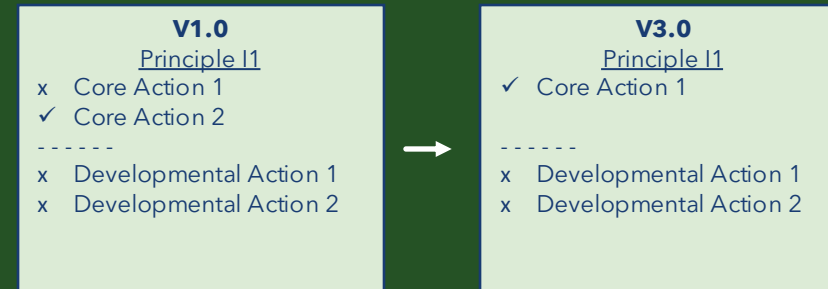 V1.0
Principle I1
x Core Action 1
✓ Core Action 2
- - - - - -
x Developmental Action 1
x Developmental Action 2
V3.0
Principle I1
✓ Core Action 1
- - - - - -
x Developmental Action 1
x Developmental Action 2